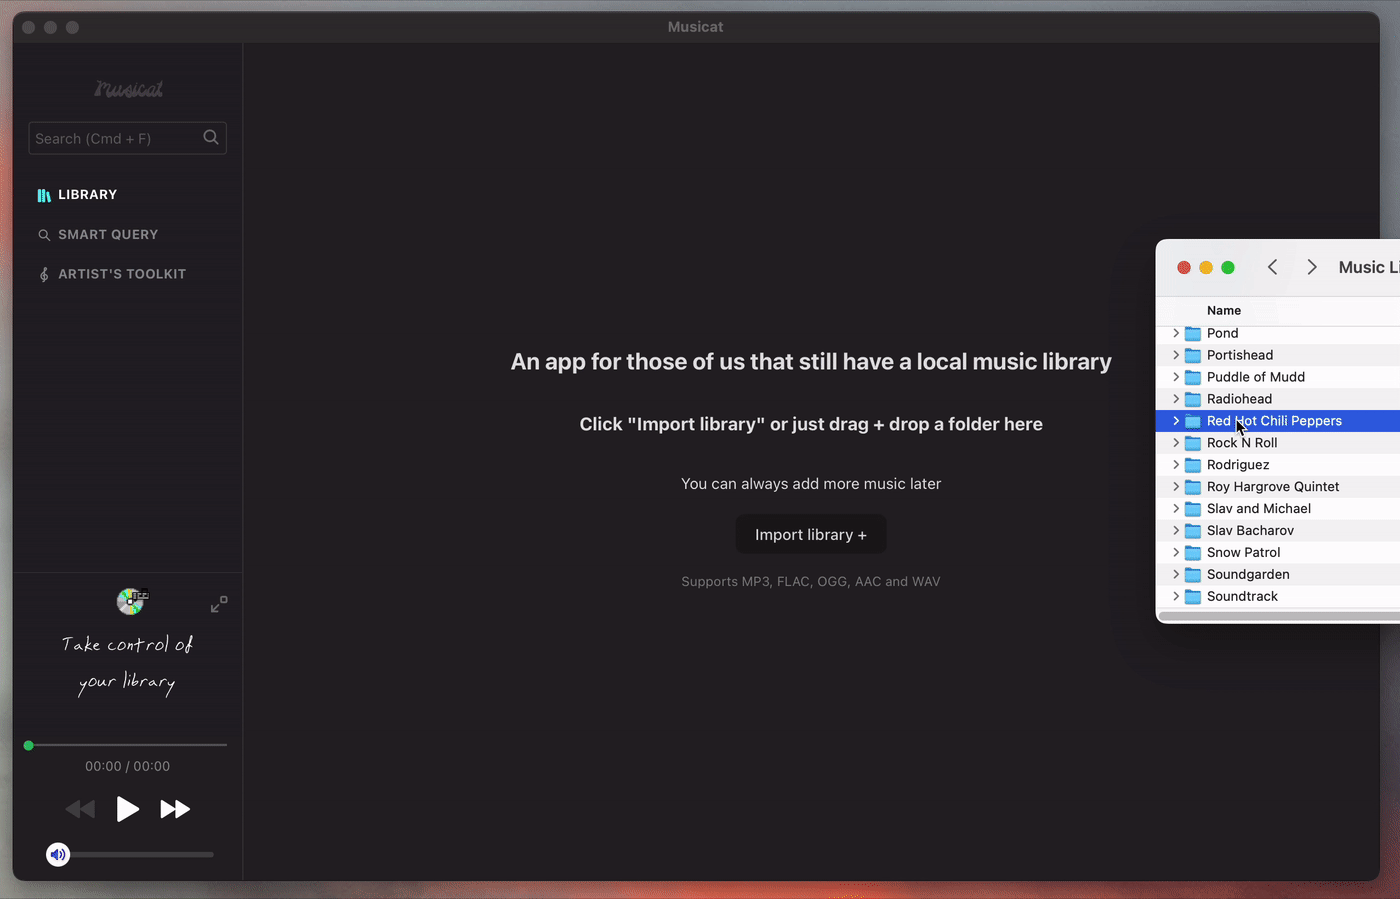 Musicat
Musicat
Search (Cmd + F)
LIBRARY
SMART QUERY
ARTIST'S TOOLKIT
An app for those of us that still have a local music library
Click "Import library" or just drag + drop a folder here
You can always add more music later
Import library +
Supports MP3, FLAC, OGG, AAC and WAV
Take control of
your library
00:00 / 00:00
Music Li
Name
Pond
Portishead
Puddle of Mudd
Radiohead
Red Hot Chili Peppers
Rock N Roll
Rodriguez
Roy Hargrove Quintet
Slav and Michael
Slav Bacharov
Snow Patrol
Soundgarden
Soundtrack